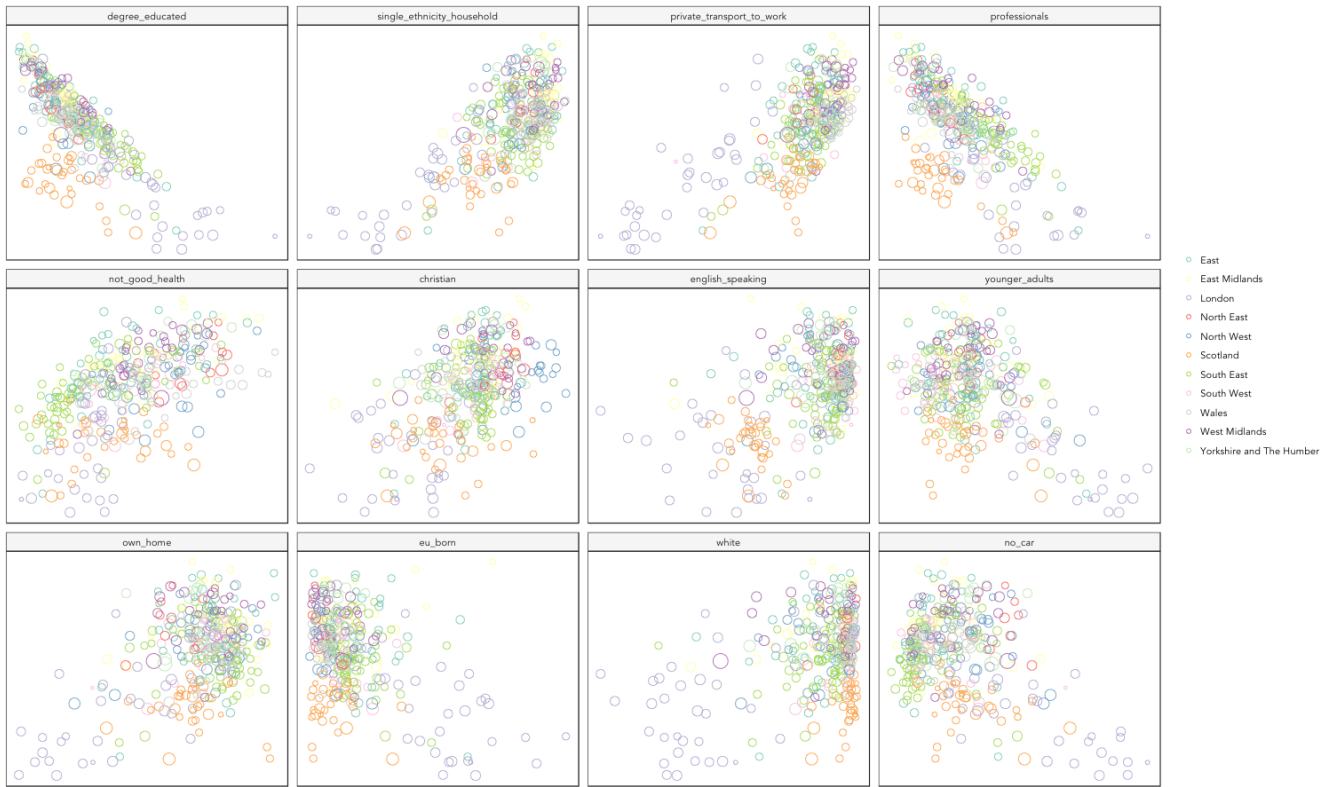 degree_educated
single_ethnicity_household
private_transport_to_work
professionals
not_good_health
christian
english_speaking
younger_adults
own_home
eu_born
white
no_car
East
East Midlands
London
North East
North West
Scotland
South East
South West
Wales
West Midlands
Yorkshire and The Humber